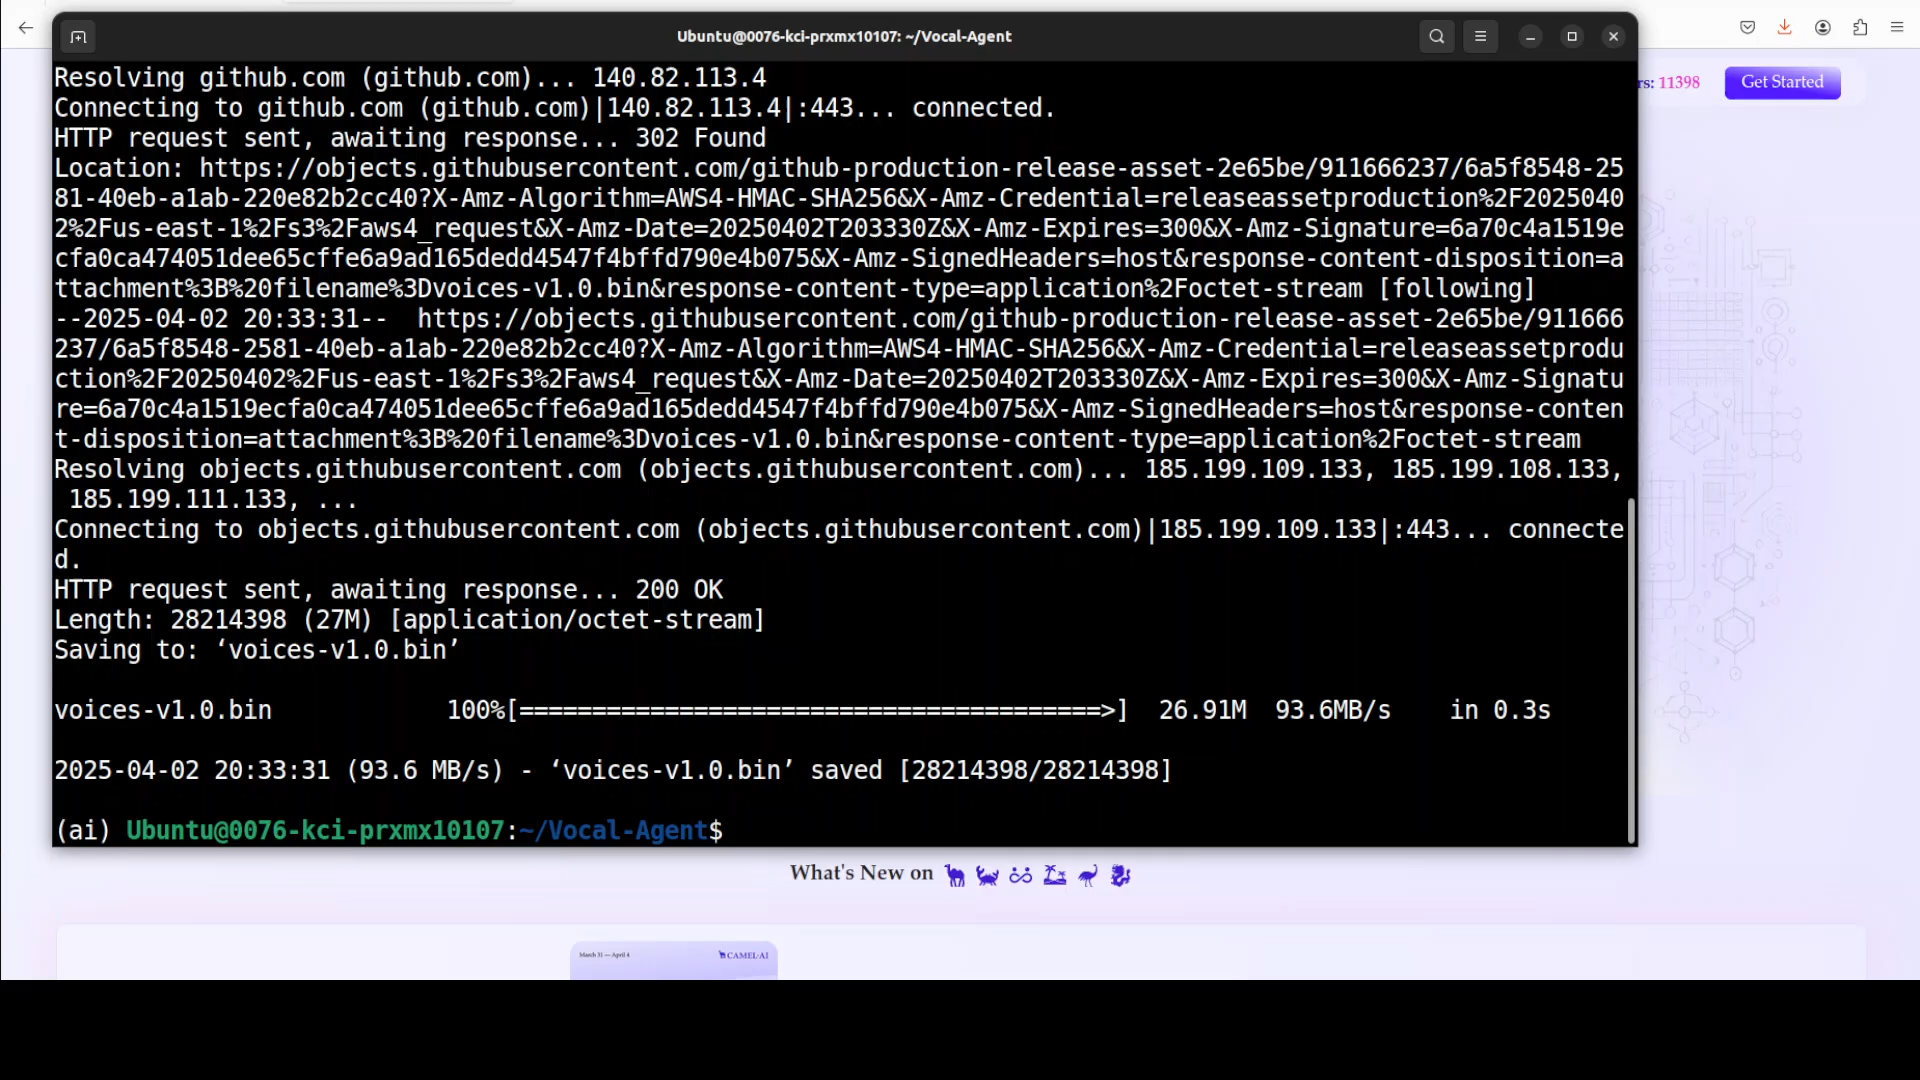 Ubuntu@0076-kci-prxmx10107: ~/Vocal-Agent
rs: 11398
Get Started
Resolving github.com (github.com)... 140.82.113.4
Connecting to github.com (github.com)|140.82.113.4|:443... connected.
HTTP request sent, awaiting response... 302 Found
Location: https://objects.githubusercontent.com/github-production-release-asset-2e65be/911666237/6a5f8548-25
81-40eb-a1ab-220e82b2cc40?X-Amz-Algorithm=AWS4-HMAC-SHA256&X-Amz-Credential=releaseassetproduction%2F2025040
2%2Fus-east-1%2Fs3%2Faws4_request&X-Amz-Date=20250402T203330Z&X-Amz-Expires=300&X-Amz-Signature=6a70c4a1519e
cfa0ca474051dee65cffe6a9ad165dedd4547f4bffd790e4b075&X-Amz-SignedHeaders=host&response-content-disposition=a
ttachment%3B%20filename%3Dvoices-v1.0.bin&response-content-type=application%2Foctet-stream [following]
--2025-04-02 20:33:31--  https://objects.githubusercontent.com/github-production-release-asset-2e65be/911666
237/6a5f8548-2581-40eb-a1ab-220e82b2cc40?X-Amz-Algorithm=AWS4-HMAC-SHA256&X-Amz-Credential=releaseassetprodu
ction%2F20250402%2Fus-east-1%2Fs3%2Faws4_request&X-Amz-Date=20250402T203330Z&X-Amz-Expires=300&X-Amz-Signatu
re=6a70c4a1519ecfa0ca474051dee65cffe6a9ad165dedd4547f4bffd790e4b075&X-Amz-SignedHeaders=host&response-conten
t-disposition=attachment%3B%20filename%3Dvoices-v1.0.bin&response-content-type=application%2Foctet-stream
Resolving objects.githubusercontent.com (objects.githubusercontent.com)... 185.199.109.133, 185.199.108.133,
185.199.111.133, ...
Connecting to objects.githubusercontent.com (objects.githubusercontent.com)|185.199.109.133|:443... connecte
d.
HTTP request sent, awaiting response... 200 OK
Length: 28214398 (27M) [application/octet-stream]
Saving to: ‘voices-v1.0.bin’
voices-v1.0.bin 100%[========================================>] 26.91M 93.6MB/s in 0.3s
2025-04-02 20:33:31 (93.6 MB/s) - ‘voices-v1.0.bin’ saved [28214398/28214398]
(ai) Ubuntu@0076-kci-prxmx10107:~/Vocal-Agent$
What's New on
March 31 — April 4
CAMEL-AI